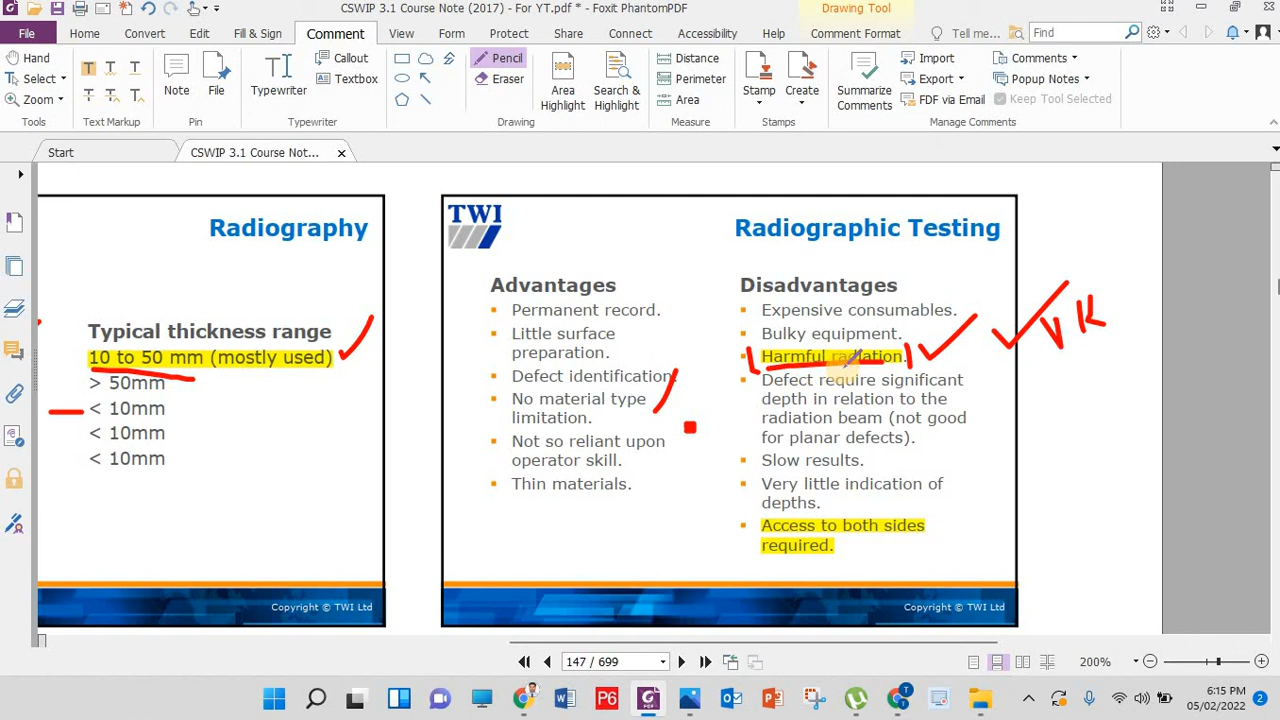 CSWIP 3.1 Course Note (2017) - For YT.* - Foxit PhantomPDF
Drawing Tool
File Home Convert Edit Fill & Sign Comment View Form Protect Share Connect Accessibility Help Comment Format Tell me... Find
Hand
Select
Zoom
Tools
Text Markup
Note
File
Pin
Typewriter
Callout
Textbox
Typewriter
Pencil
Eraser
Area Highlight
Search & Highlight
Drawing
Distance
Perimeter
Area
Measure
Stamp
Create
Stamps
Summarize Comments
Import
Export
FDF via Email
Comments
Popup Notes
Keep Tool Selected
Manage Comments
Start
CSWIP 3.1 Course Not...
Radiography
Typical thickness range
10 to 50 mm (mostly used)
> 50mm
< 10mm
< 10mm
< 10mm
Copyright © TWI Ltd
TWI
Radiographic Testing
Advantages
Permanent record.
Little surface
preparation.
Defect identification.
No material type
limitation.
Not so reliant upon
operator skill.
Thin materials.
Disadvantages
Expensive consumables.
Bulky equipment.
Harmful radiation.
Defect require significant
depth in relation to the
radiation beam (not good
for planar defects).
Slow results.
Very little indication of
depths.
Access to both sides
required.
Copyright © TWI Ltd
147 / 699
200%
P6
6:15 PM
05/02/2022
2